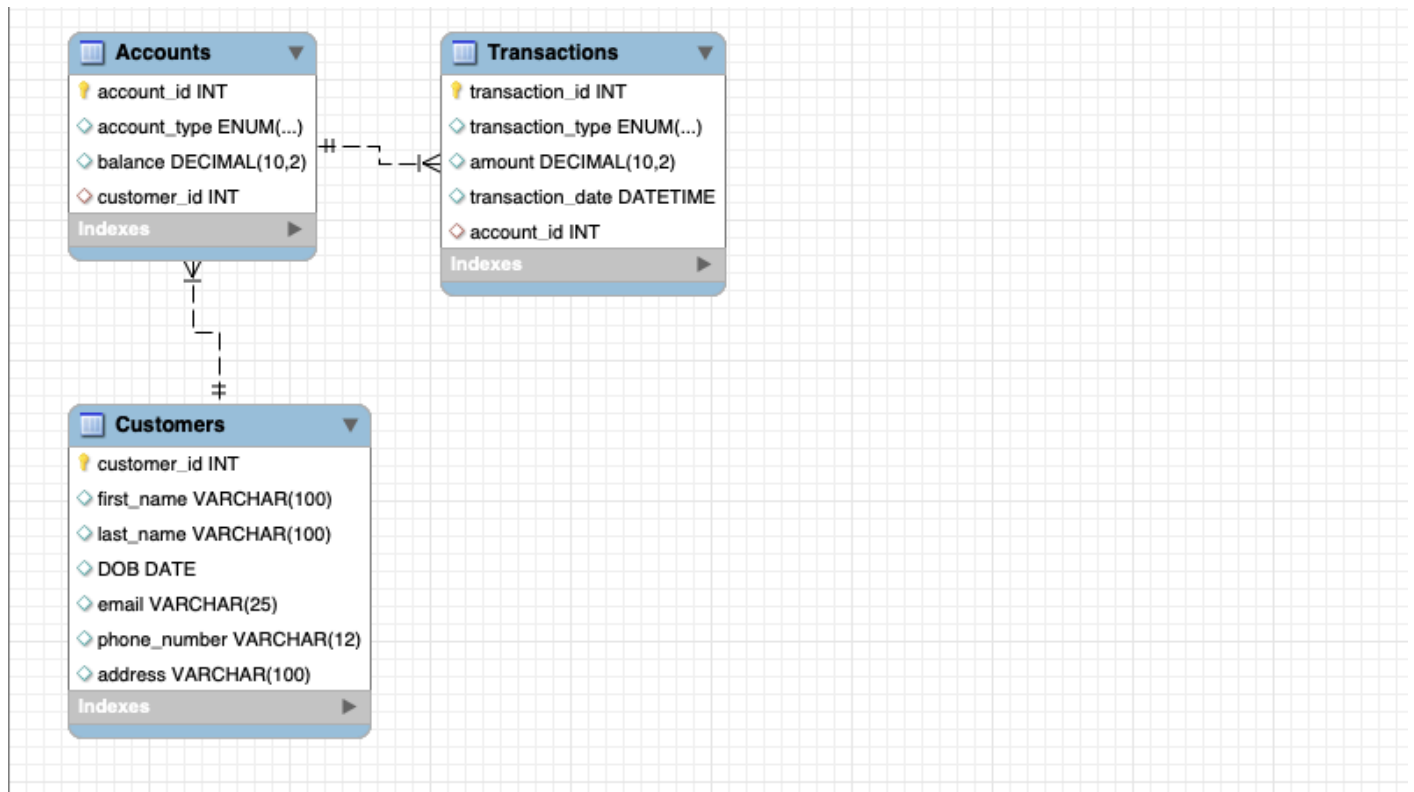 Accounts
account_id INT
account_type ENUM(...)
balance DECIMAL(10,2)
customer_id INT
Indexes
Transactions
transaction_id INT
transaction_type ENUM(...)
amount DECIMAL(10,2)
transaction_date DATETIME
account_id INT
Indexes
Customers
customer_id INT
first_name VARCHAR(100)
last_name VARCHAR(100)
DOB DATE
email VARCHAR(25)
phone_number VARCHAR(12)
address VARCHAR(100)
Indexes